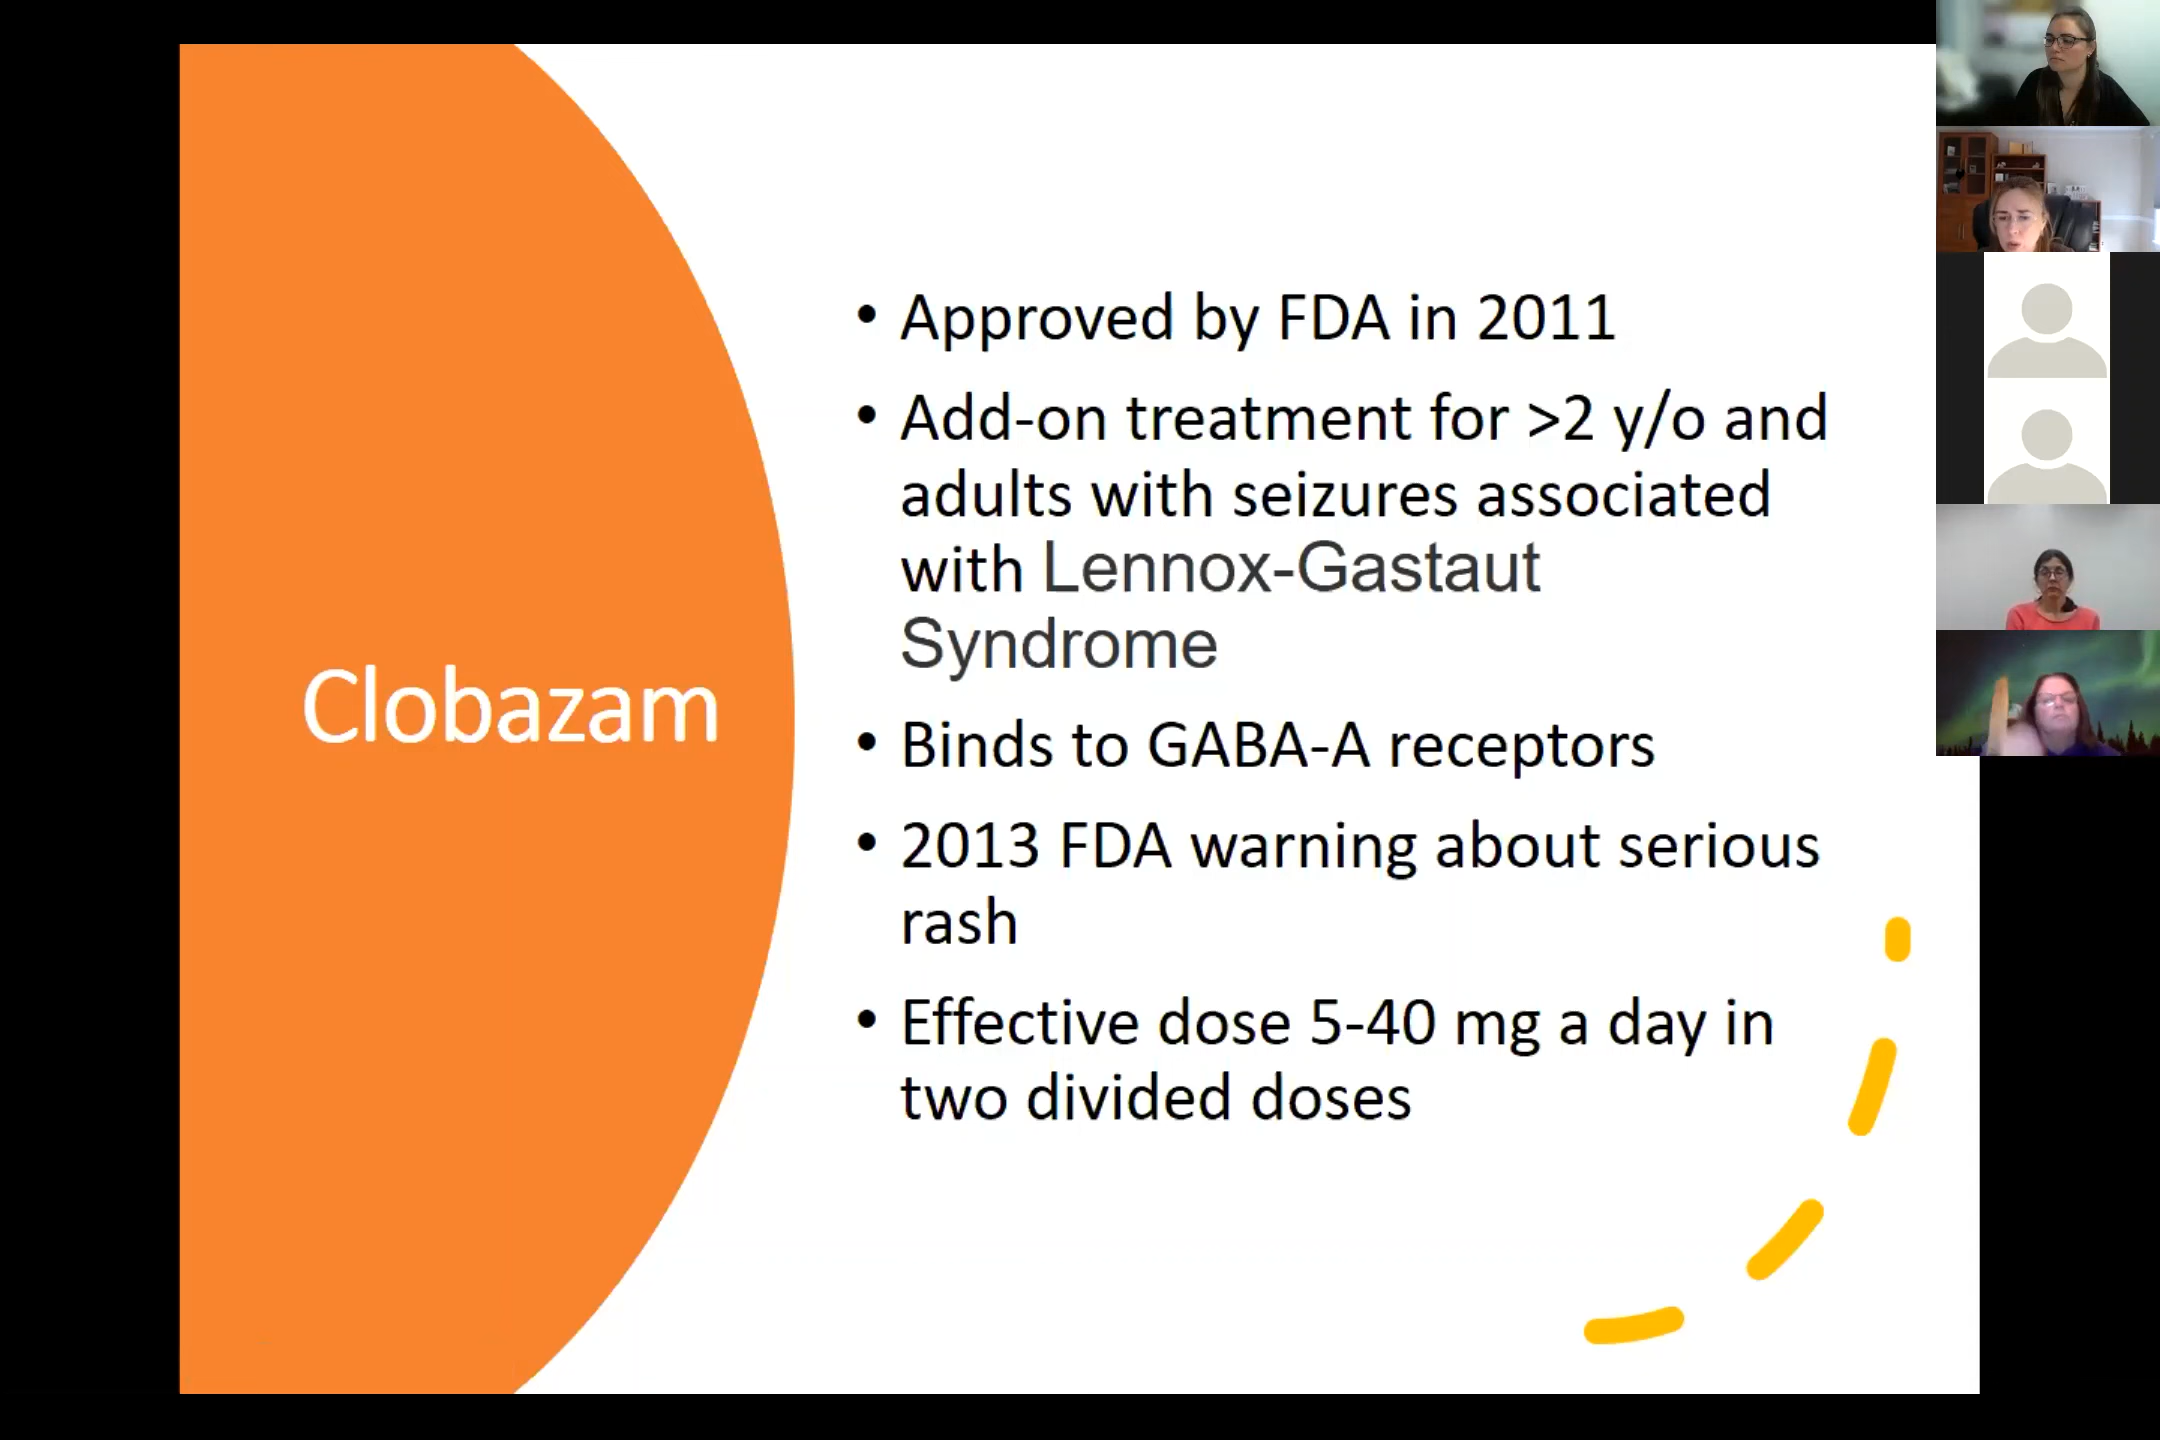 Clobazam
• Approved by FDA in 2011
• Add-on treatment for >2 y/o and
adults with seizures associated
with Lennox-Gastaut
Syndrome
• Binds to GABA-A receptors
• 2013 FDA warning about serious
rash
• Effective dose 5-40 mg a day in
two divided doses